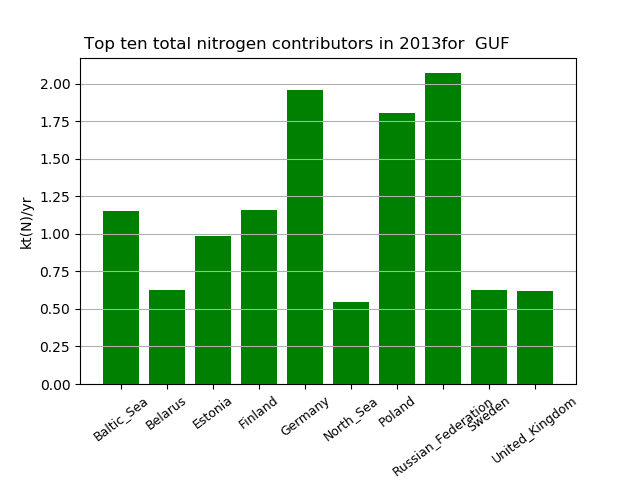 Top ten total nitrogen contributors in 2013for  GUF
kt(N)/yr
2.00
1.75
1.50
1.25
1.00
0.75
0.50
0.25
0.00
Baltic_Sea
Belarus
Estonia
Finland
Germany
North_Sea
Poland
Russian_Federation
Sweden
United_Kingdom